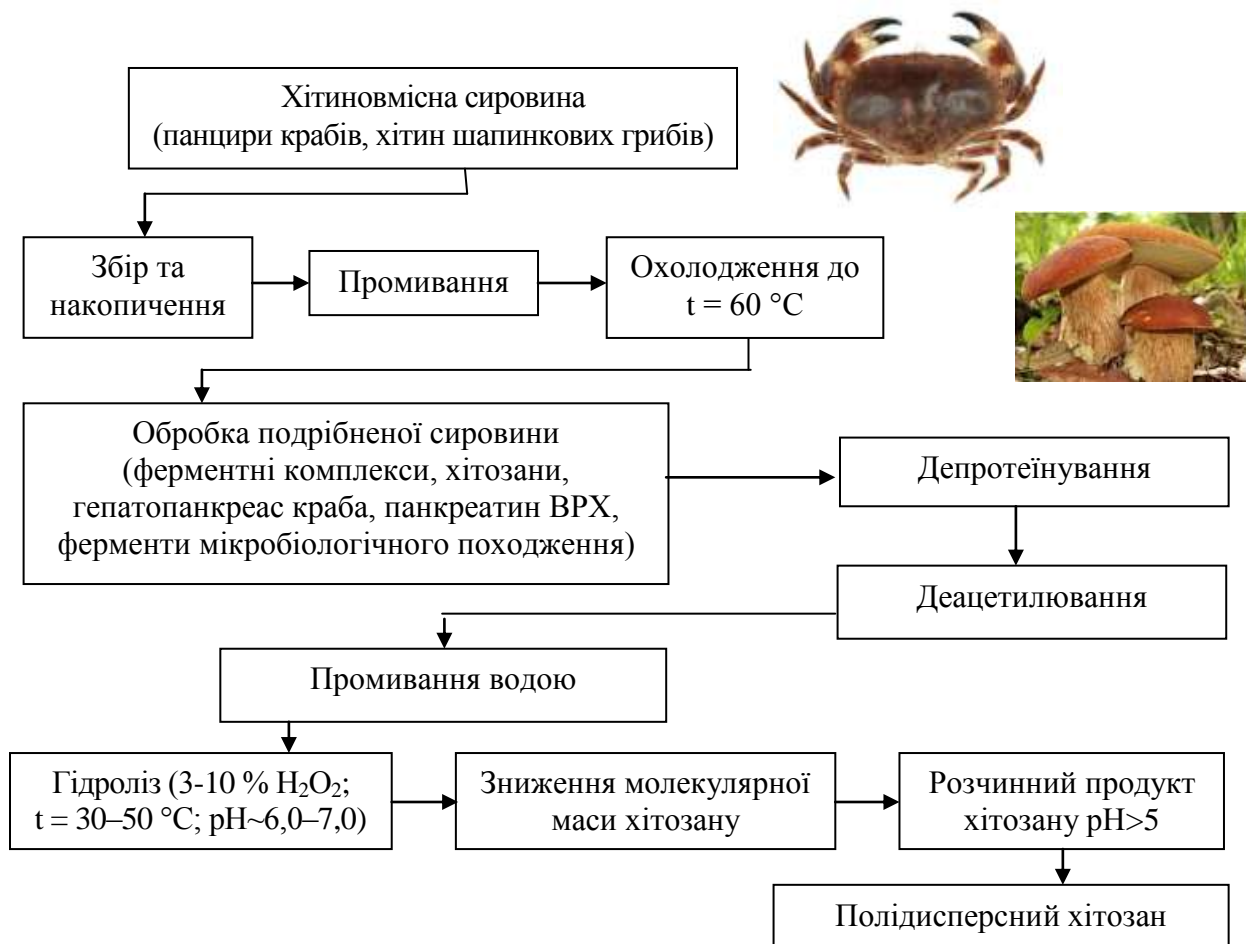 Хітиновмісна сировина
(панцири крабів, хітин шапинкових грибів)
Збір та
накопичення
Промивання
Охолодження до
t = 60 °C
Обробка подрібненої сировини
(ферментні комплекси, хітозани,
гепатопанкреас краба, панкреатин ВРХ,
ферменти мікробіологічного походження)
Депротеїнування
Деацетилювання
Промивання водою
Гідроліз (3-10 % H₂O₂;
t = 30–50 °C; pH~6,0–7,0)
Зниження молекулярної
маси хітозану
Розчинний продукт
хітозану pH>5
Полідисперсний хітозан